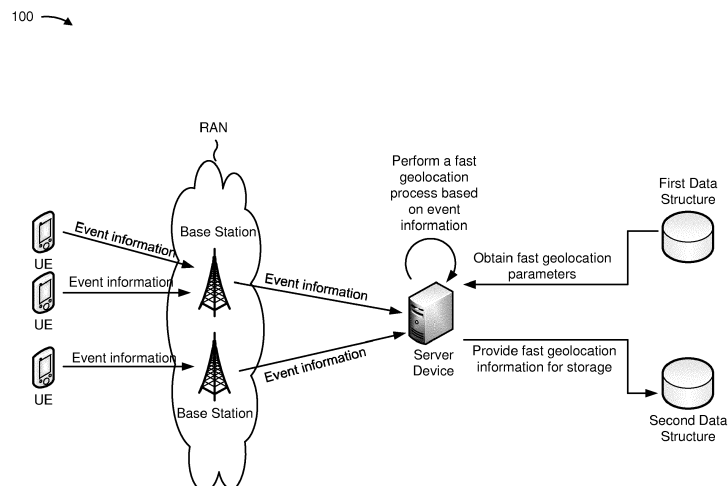 100
RAN
Perform a fast
geolocation
process based
on event
information
First Data
Structure
Event information
Base Station
UE
Obtain fast geolocation
parameters
Event information
Event information
UE
Server
Device
Provide fast geolocation
information for storage
Event information
Event information
UE
Base Station
Second Data
Structure